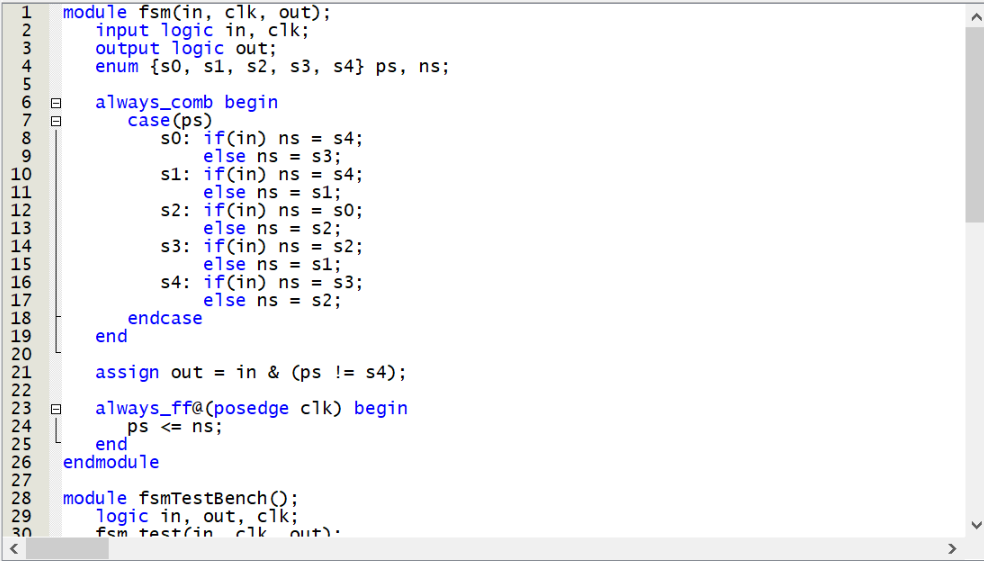 1 module fsm(in, clk, out);
2 input logic in, clk;
3 output logic out;
4 enum {s0, s1, s2, s3, s4} ps, ns;
5
6 always_comb begin
7 case(ps)
8 s0: if(in) ns = s4;
9 else ns = s3;
10 s1: if(in) ns = s4;
11 else ns = s1;
12 s2: if(in) ns = s0;
13 else ns = s2;
14 s3: if(in) ns = s2;
15 else ns = s1;
16 s4: if(in) ns = s3;
17 else ns = s2;
18 endcase
19 end
20
21 assign out = in & (ps != s4);
22
23 always_ff@(posedge clk) begin
24 ps <= ns;
25 end
26 endmodule
27
28 module fsmTestBench();
29 logic in, out, clk;
30 fsm test(in, clk, out);